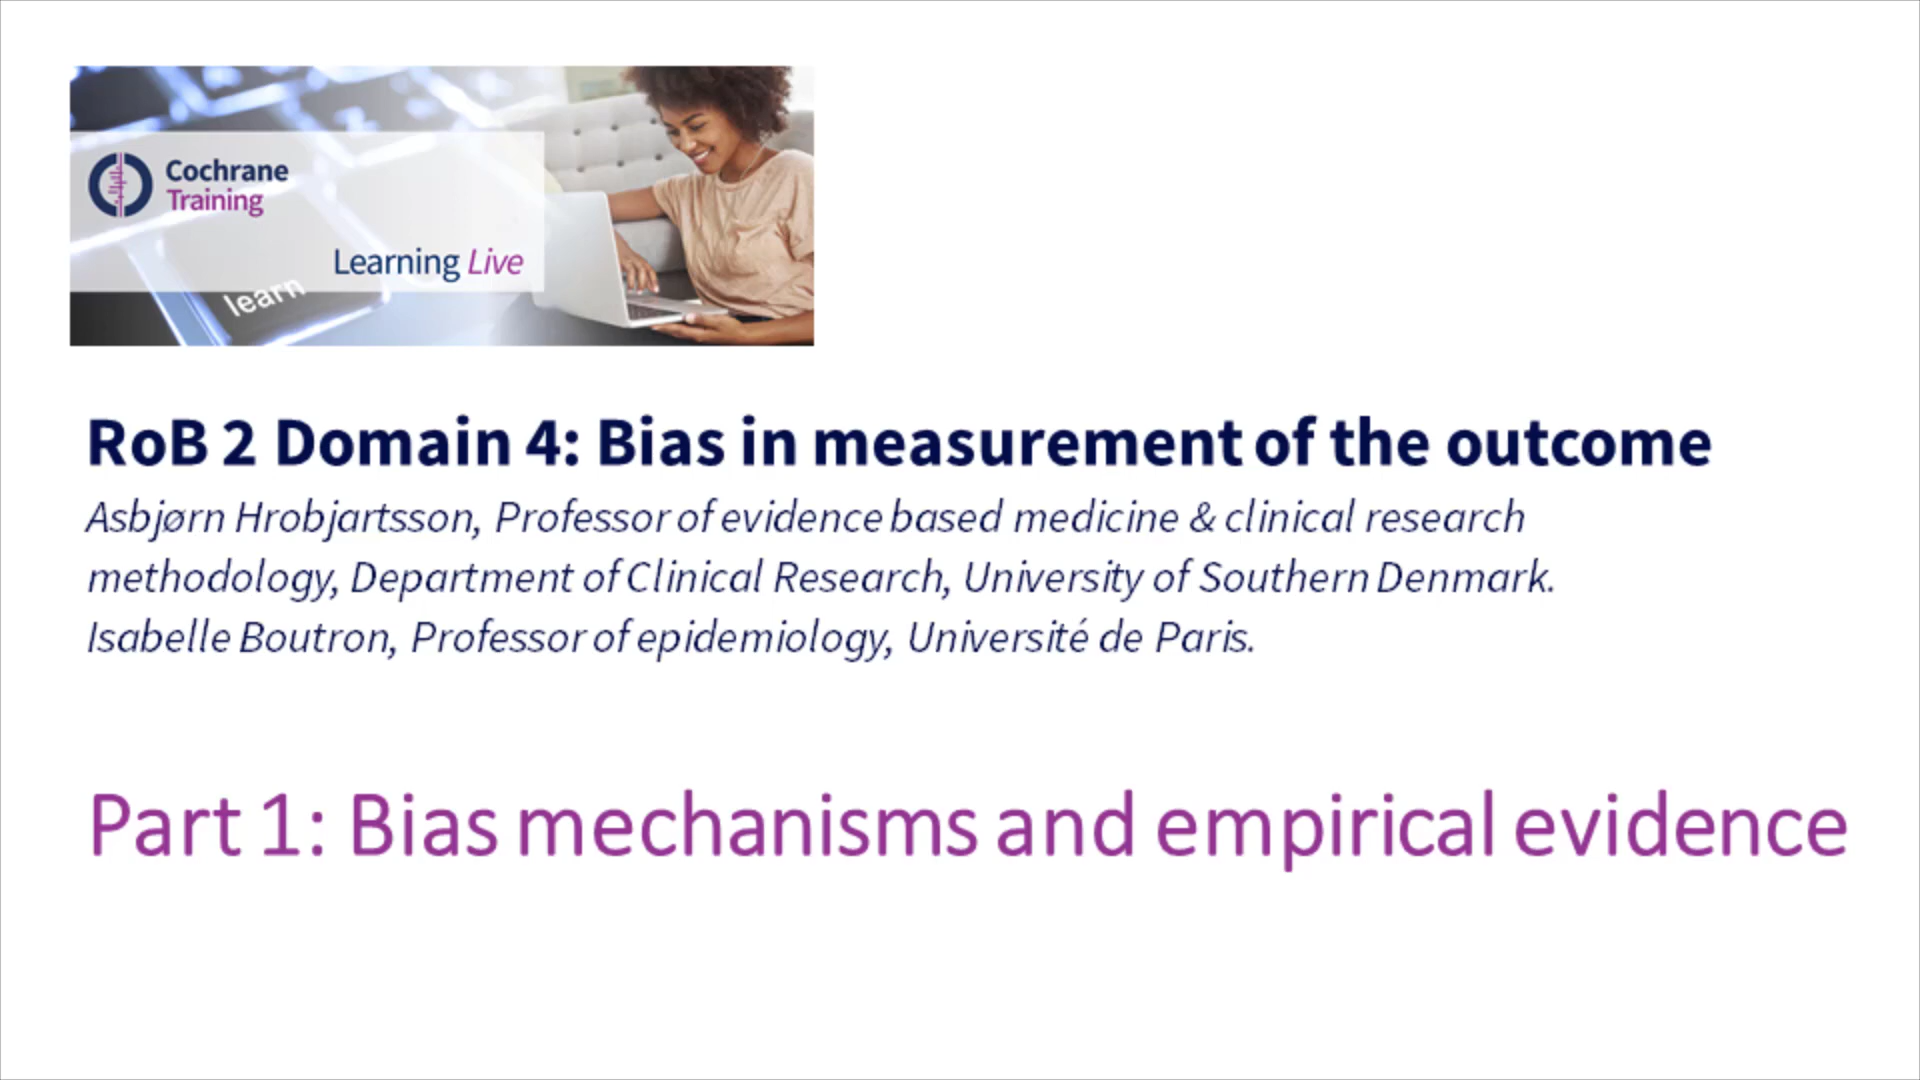 Cochrane
Training
Learning Live
learn
RoB 2 Domain 4: Bias in measurement of the outcome
Asbjørn Hrobjartsson, Professor of evidence based medicine & clinical research
methodology, Department of Clinical Research, University of Southern Denmark.
Isabelle Boutron, Professor of epidemiology, Université de Paris.
Part 1: Bias mechanisms and empirical evidence